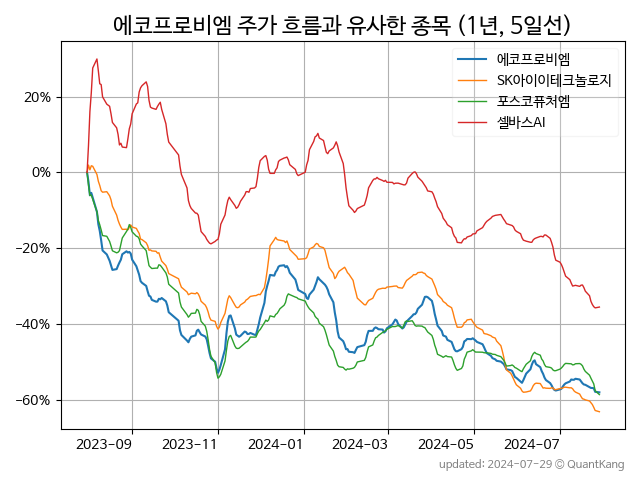 에코프로비엠 주가 흐름과 유사한 종목 (1년, 5일선)
에코프로비엠
SK아이이테크놀로지
포스코퓨처엠
셀바스AI
20%
0%
−20%
−40%
−60%
2023-09 2023-11 2024-01 2024-03 2024-05 2024-07
updated: 2024-07-29 © QuantKang